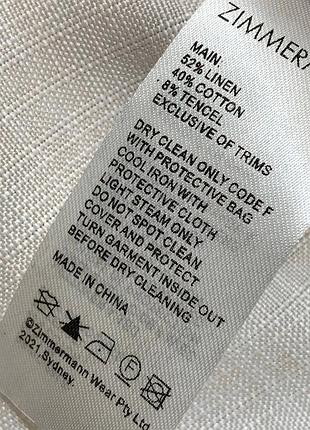 ZIMMERM
MAIN:
52% LINEN
40% COTTON
8% TENCEL
EXCLUSIVE OF TRIMS
DRY CLEAN ONLY CODE F
WITH PROTECTIVE BAG
COOL IRON WITH
PROTECTIVE CLOTH
LIGHT STEAM ONLY
DO NOT SPOT CLEAN
COVER AND PROTECT
TURN GARMENT INSIDE OUT
BEFORE DRY CLEANING
MADE IN CHINA
©Zimmermann Wear Pty Ltd
2021, Sydney.